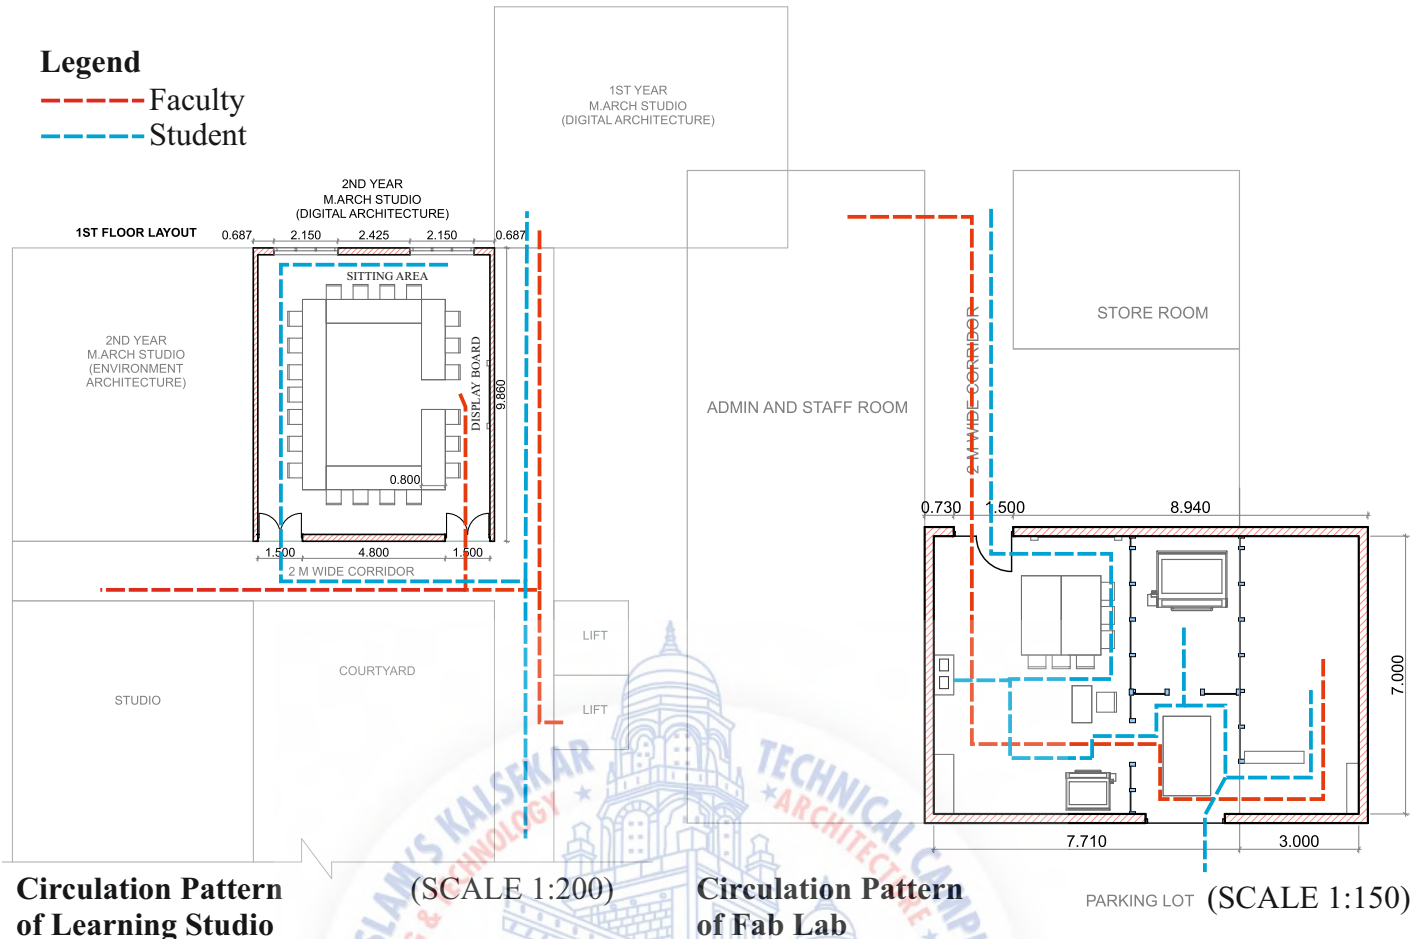 Legend
Faculty
Student
1ST YEAR
M.ARCH STUDIO
(DIGITAL ARCHITECTURE)
2ND YEAR
M.ARCH STUDIO
(DIGITAL ARCHITECTURE)
1ST FLOOR LAYOUT
0.687 2.150 2.425 2.150 0.687
SITTING AREA
2ND YEAR
M.ARCH STUDIO
(ENVIRONMENT
ARCHITECTURE)
DISPLAY BOARD
9.860
0.800
1.500 4.800 1.500
2 M WIDE CORRIDOR
STUDIO
COURTYARD
LIFT
LIFT
Circulation Pattern
of Learning Studio
(SCALE 1:200)
STORE ROOM
ADMIN AND STAFF ROOM
2 M WIDE CORRIDOR
0.730 1.500 8.940
7.000
7.710 3.000
PARKING LOT
(SCALE 1:150)
Circulation Pattern
of Fab Lab
KALSEKAR TECHNICAL
TECHNOLOGY ARCHITECTURE